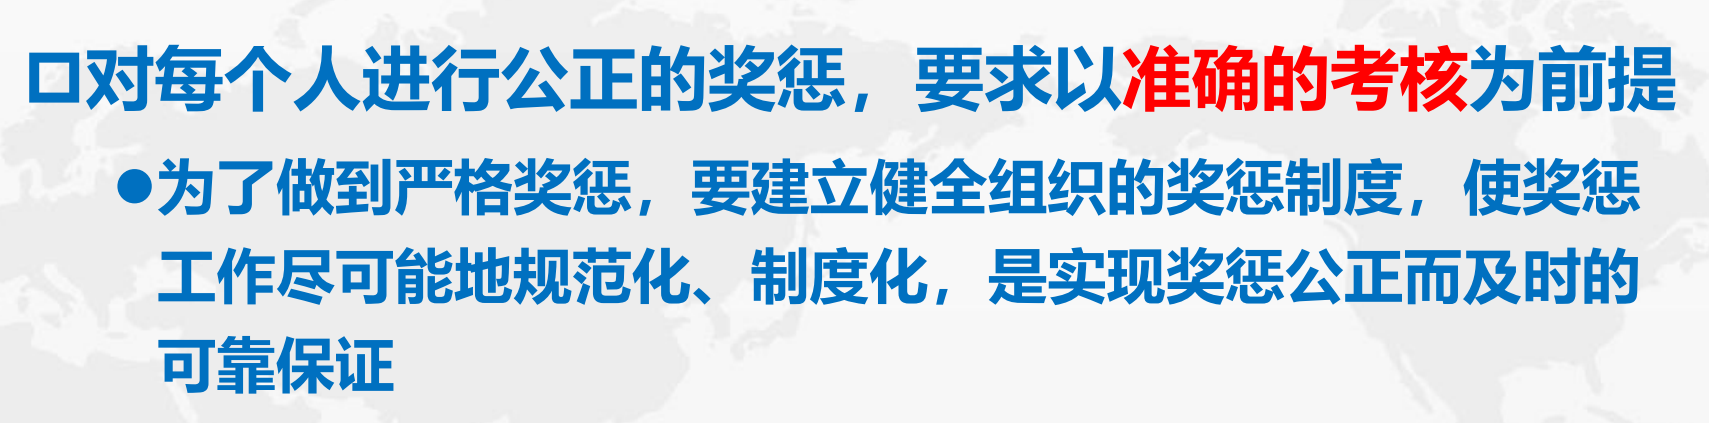 对每个人进行公正的奖惩，要求以准确的考核为前提
●为了做到严格奖惩，要建立健全组织的奖惩制度，使奖惩
工作尽可能地规范化、制度化，是实现奖惩公正而及时的
可靠保证